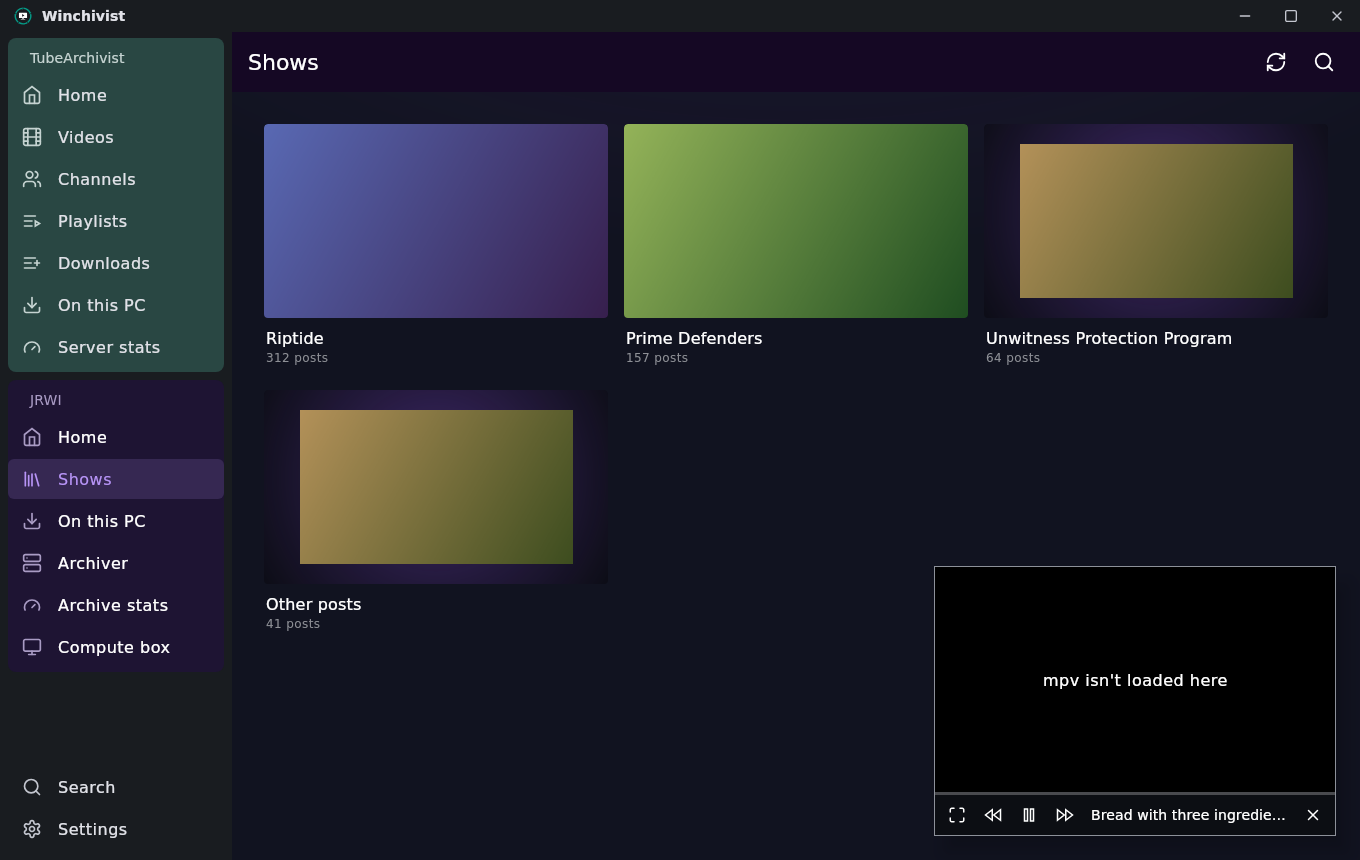 Winchivist
TubeArchivist
Home
Videos
Channels
Playlists
Downloads
On this PC
Server stats
JRWI
Home
Shows
On this PC
Archiver
Archive stats
Compute box
Search
Settings
Shows
Riptide
312 posts
Prime Defenders
157 posts
Unwitness Protection Program
64 posts
Other posts
41 posts
mpv isn't loaded here
Bread with three ingredie...